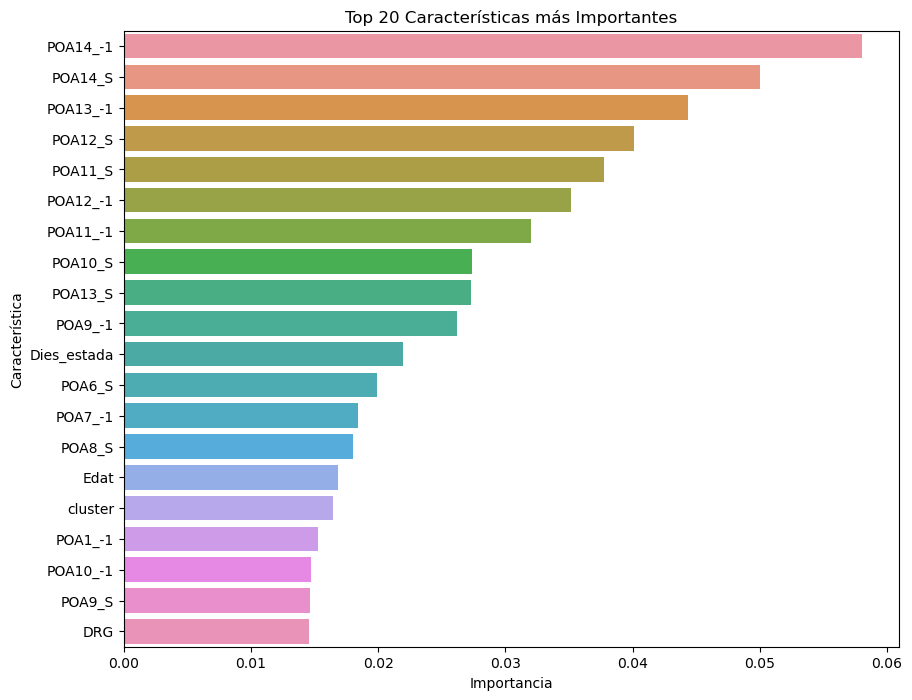 Top 20 Características más Importantes
Característica
POA14_-1
POA14_S
POA13_-1
POA12_S
POA11_S
POA12_-1
POA11_-1
POA10_S
POA13_S
POA9_-1
Dies_estada
POA6_S
POA7_-1
POA8_S
Edat
cluster
POA1_-1
POA10_-1
POA9_S
DRG
0.00 0.01 0.02 0.03 0.04 0.05 0.06
Importancia